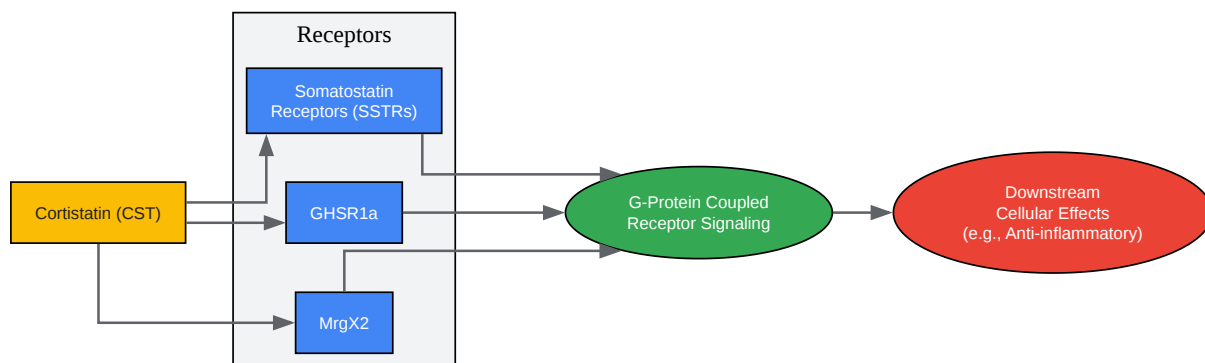 Receptors
Somatostatin
Receptors (SSTRs)
Cortistatin (CST)
GHSR1a
MrgX2
G-Protein Coupled
Receptor Signaling
Downstream
Cellular Effects
(e.g., Anti-inflammatory)